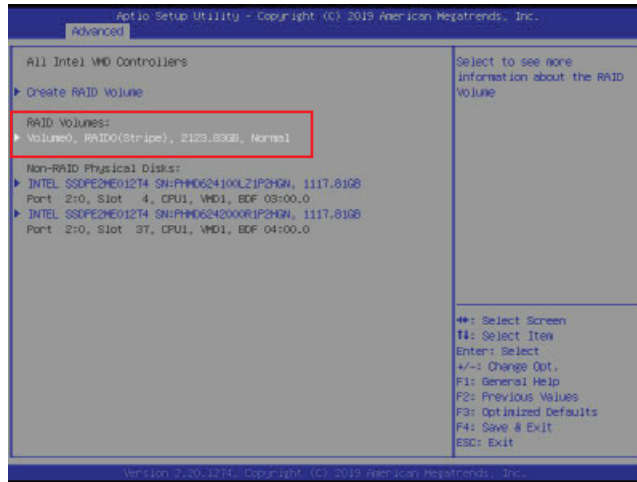 Aptio Setup Utility - Copyright (C) 2019 American Megatrends, Inc.
Advanced
All Intel VMD Controllers
Create RAID Volume
RAID Volumes:
Volume0, RAID0(Stripe), 2123.83GB, Normal
Non-RAID Physical Disks:
INTEL SSDPE2ME012T4 SN:PHMD624100LZ1P2HGN, 1117.81GB
Port 2:0, Slot 4, CPU1, VMD1, BDF 03:00.0
INTEL SSDPE2ME012T4 SN:PHMD6242000R1P2HGN, 1117.81GB
Port 2:0, Slot 37, CPU1, VMD1, BDF 04:00.0
Select to see more
information about the RAID
Volume
→←: Select Screen
↑↓: Select Item
Enter: Select
+/-: Change Opt.
F1: General Help
F2: Previous Values
F3: Optimized Defaults
F4: Save & Exit
ESC: Exit
Version 2.20.1274. Copyright (C) 2019 American Megatrends, Inc.